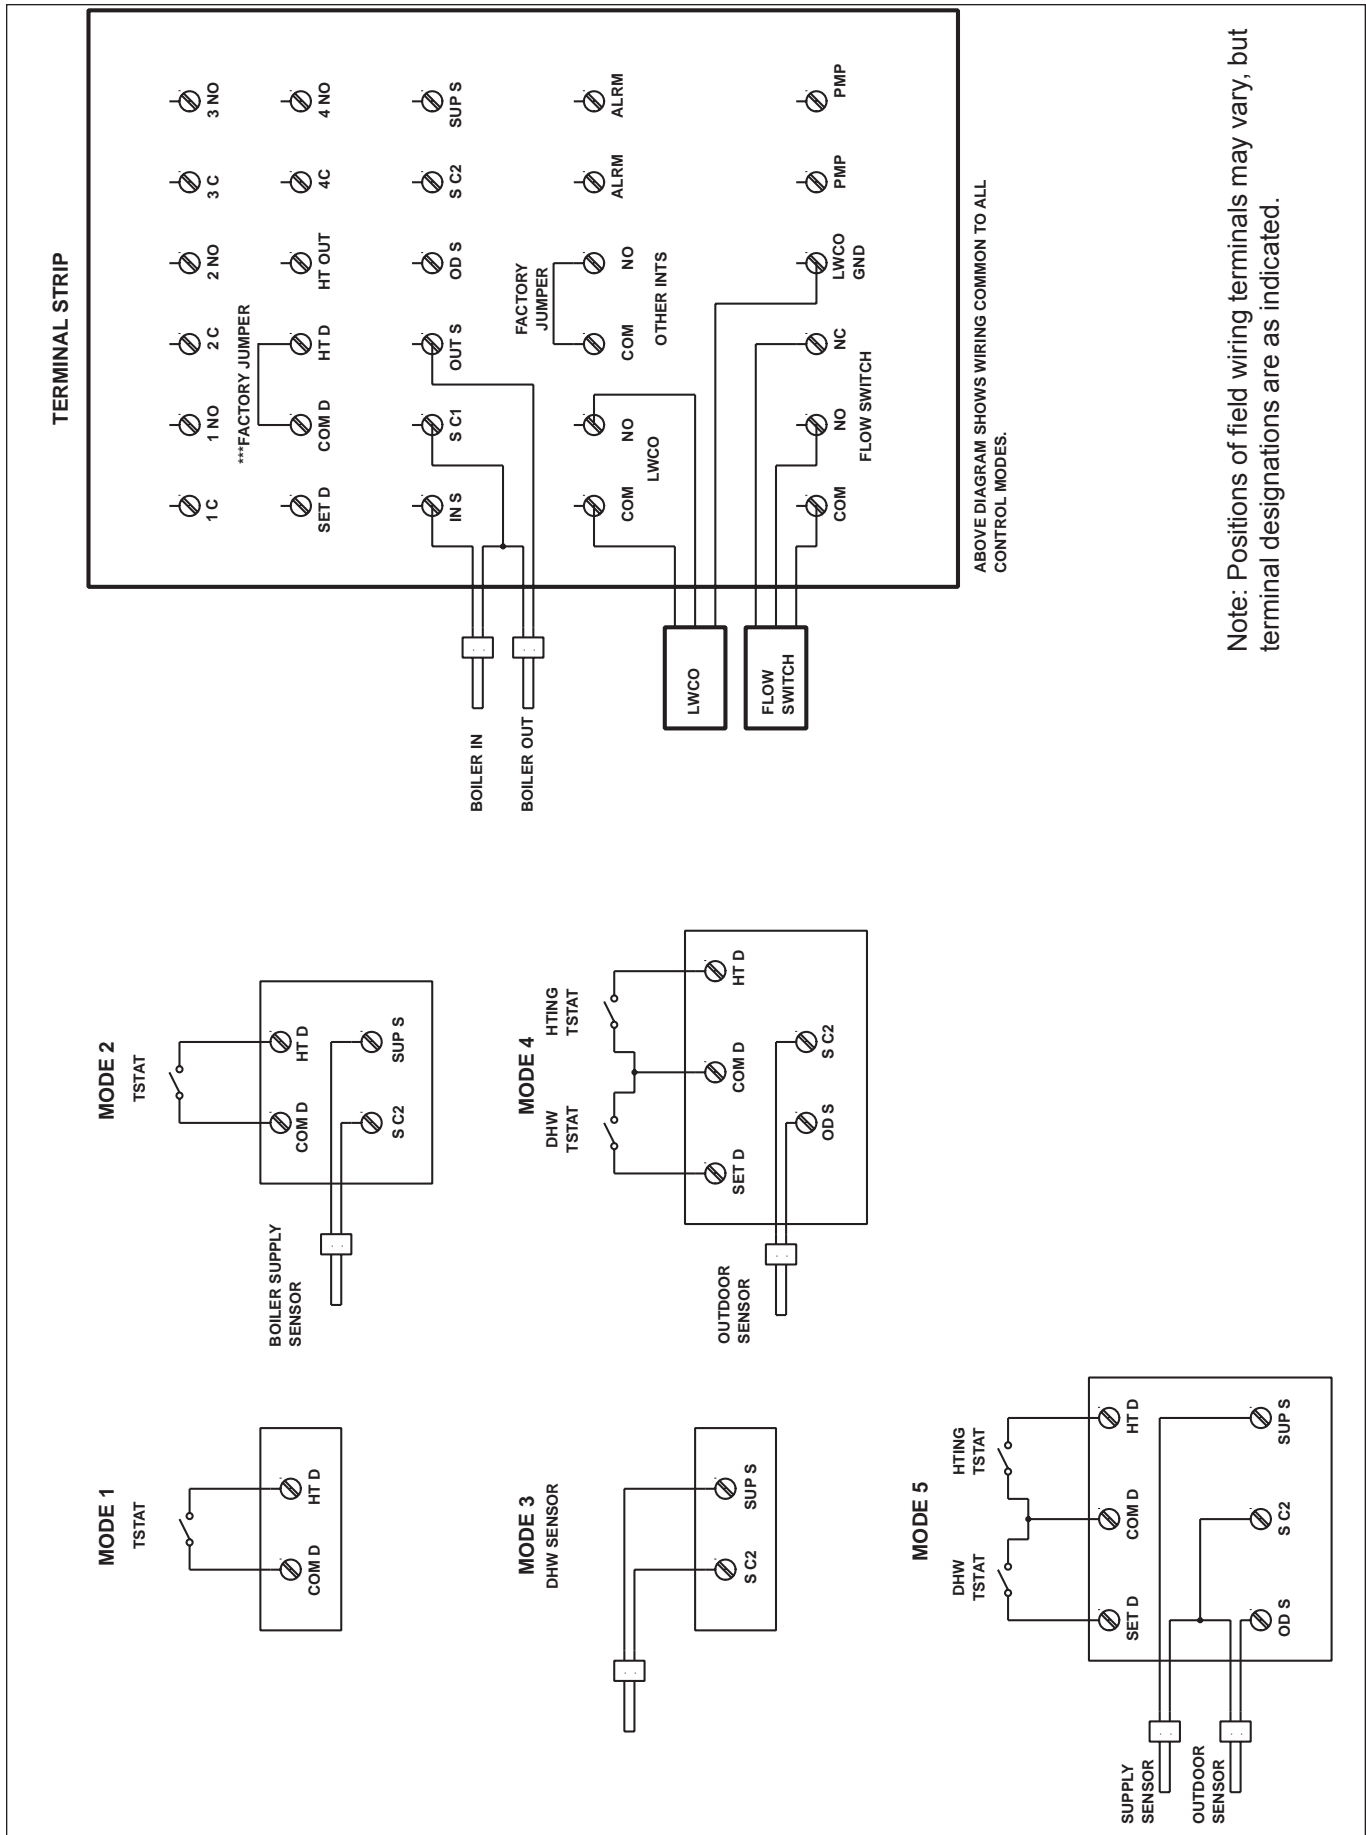 TERMINAL STRIP
1 C
1 NO
2 C
2 NO
3 C
3 NO
***FACTORY JUMPER
SET D
COM D
HT D
HT OUT
4C
4 NO
IN S
S C1
OUT S
OD S
S C2
SUP S
FACTORY
JUMPER
COM
NO
LWCO
COM
NO
OTHER INTS
ALRM
ALRM
COM
NO
NC
FLOW SWITCH
LWCO
GND
PMP
PMP
BOILER IN
BOILER OUT
LWCO
FLOW
SWITCH
ABOVE DIAGRAM SHOWS WIRING COMMON TO ALL
CONTROL MODES.
Note: Positions of field wiring terminals may vary, but
terminal designations are as indicated.
MODE 1
TSTAT
COM D
HT D
MODE 2
TSTAT
COM D
HT D
S C2
SUP S
BOILER SUPPLY
SENSOR
MODE 3
DHW SENSOR
S C2
SUP S
MODE 4
DHW
TSTAT
HTING
TSTAT
SET D
COM D
HT D
OD S
S C2
OUTDOOR
SENSOR
MODE 5
DHW
TSTAT
HTING
TSTAT
SET D
COM D
HT D
OD S
S C2
SUP S
SUPPLY
SENSOR
OUTDOOR
SENSOR